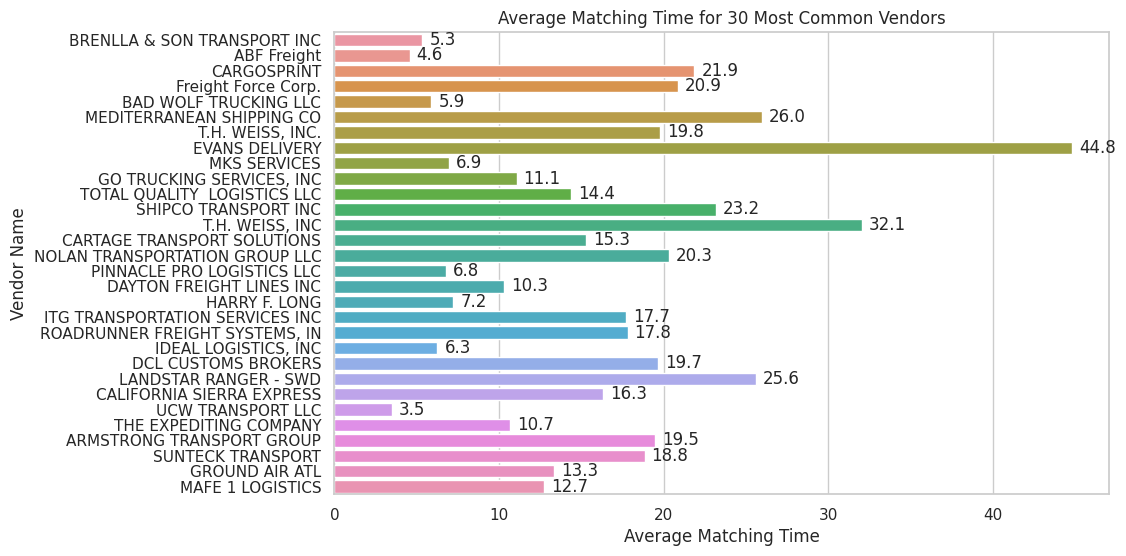 Average Matching Time for 30 Most Common Vendors
BRENLLA & SON TRANSPORT INC 5.3
ABF Freight 4.6
CARGOSPRINT 21.9
Freight Force Corp. 20.9
BAD WOLF TRUCKING LLC 5.9
MEDITERRANEAN SHIPPING CO 26.0
T.H. WEISS, INC. 19.8
EVANS DELIVERY 44.8
MKS SERVICES 6.9
GO TRUCKING SERVICES, INC 11.1
TOTAL QUALITY  LOGISTICS LLC 14.4
SHIPCO TRANSPORT INC 23.2
T.H. WEISS, INC 32.1
CARTAGE TRANSPORT SOLUTIONS 15.3
NOLAN TRANSPORTATION GROUP LLC 20.3
PINNACLE PRO LOGISTICS LLC 6.8
DAYTON FREIGHT LINES INC 10.3
HARRY F. LONG 7.2
ITG TRANSPORTATION SERVICES INC 17.7
ROADRUNNER FREIGHT SYSTEMS, IN 17.8
IDEAL LOGISTICS, INC 6.3
DCL CUSTOMS BROKERS 19.7
LANDSTAR RANGER - SWD 25.6
CALIFORNIA SIERRA EXPRESS 16.3
UCW TRANSPORT LLC 3.5
THE EXPEDITING COMPANY 10.7
ARMSTRONG TRANSPORT GROUP 19.5
SUNTECK TRANSPORT 18.8
GROUND AIR ATL 13.3
MAFE 1 LOGISTICS 12.7
Vendor Name
0 10 20 30 40
Average Matching Time